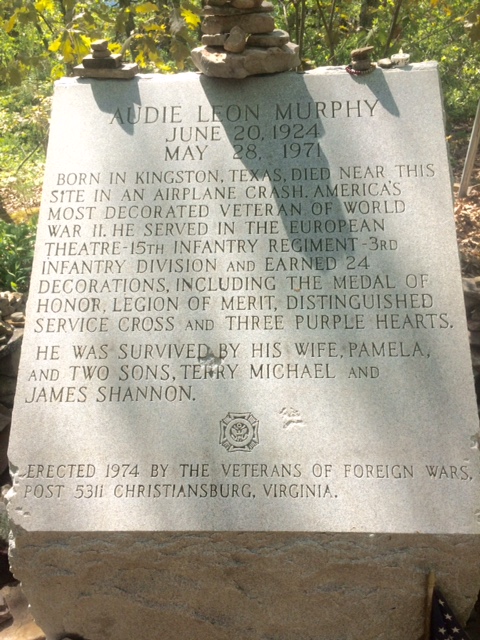 AUDIE LEON MURPHY
JUNE 20, 1924
MAY 28, 1971
BORN IN KINGSTON, TEXAS, DIED NEAR THIS
SITE IN AN AIRPLANE CRASH. AMERICA'S
MOST DECORATED VETERAN OF WORLD
WAR II. HE SERVED IN THE EUROPEAN
THEATRE-15TH INFANTRY REGIMENT-3RD
INFANTRY DIVISION AND EARNED 24
DECORATIONS, INCLUDING THE MEDAL OF
HONOR, LEGION OF MERIT, DISTINGUISHED
SERVICE CROSS AND THREE PURPLE HEARTS.
HE WAS SURVIVED BY HIS WIFE, PAMELA,
AND TWO SONS, TERRY MICHAEL AND
JAMES SHANNON.
ERECTED 1974 BY THE VETERANS OF FOREIGN WARS,
POST 5311 CHRISTIANSBURG, VIRGINIA.